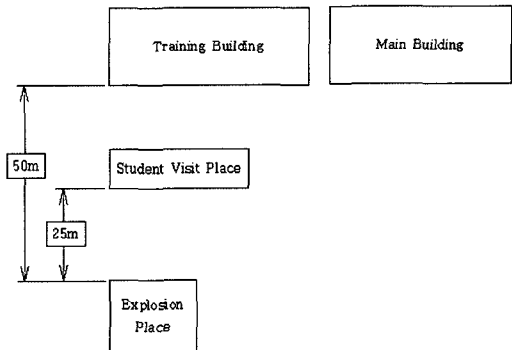 Training Building
Main Building
50m
Student Visit Place
25m
Explosion
Place